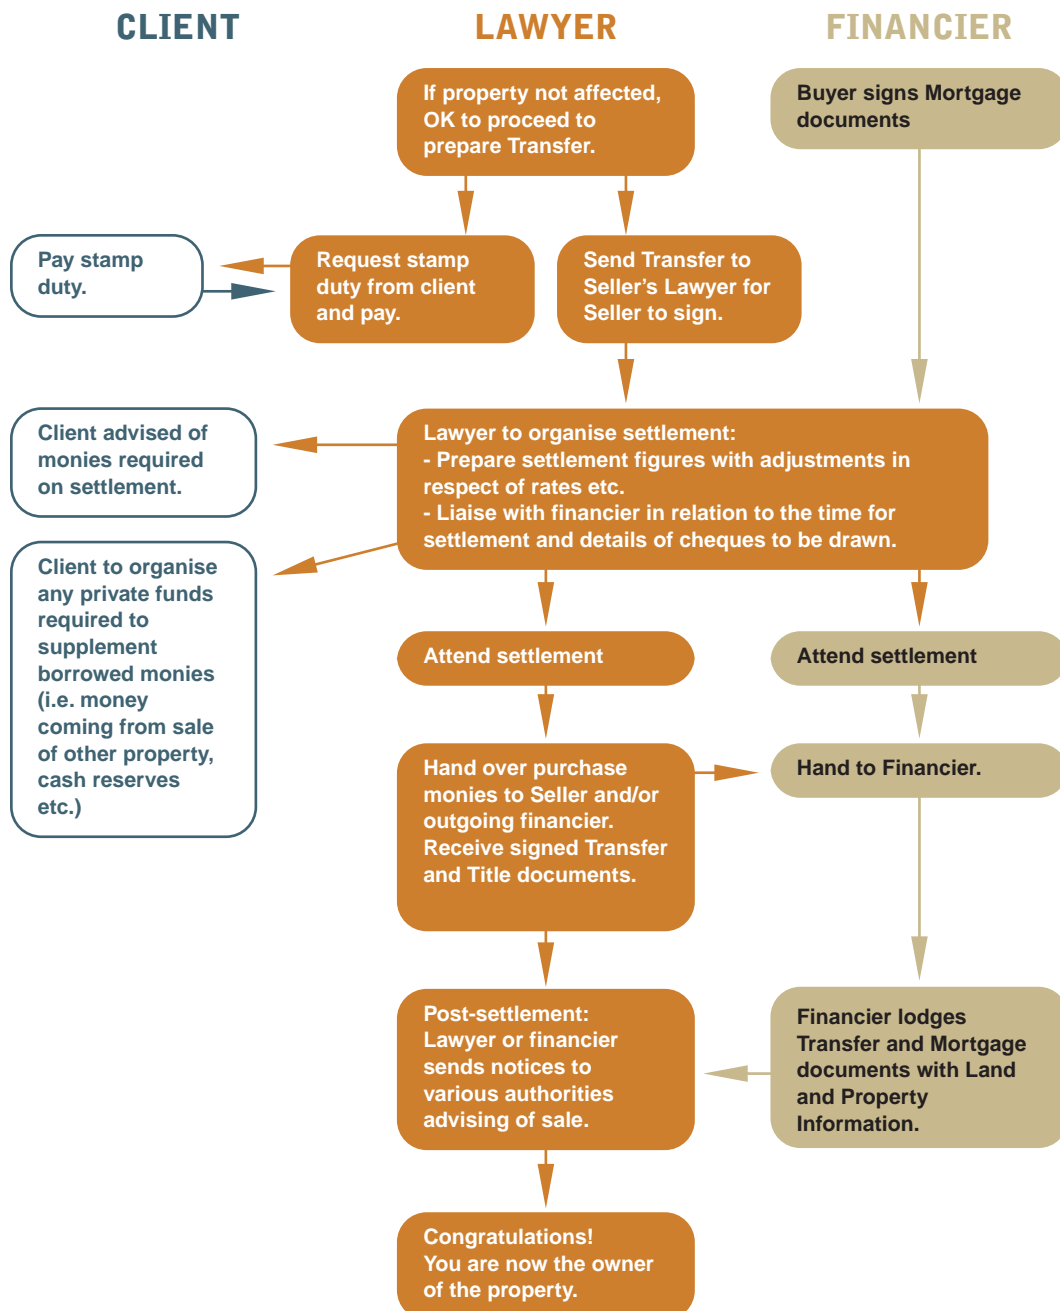 CLIENT
LAWYER
FINANCIER
If property not affected,
OK to proceed to
prepare Transfer.
Buyer signs Mortgage
documents
Pay stamp
duty.
Request stamp
duty from client
and pay.
Send Transfer to
Seller’s Lawyer for
Seller to sign.
Client advised of
monies required
on settlement.
Lawyer to organise settlement:
- Prepare settlement figures with adjustments in
respect of rates etc.
- Liaise with financier in relation to the time for
settlement and details of cheques to be drawn.
Client to organise
any private funds
required to
supplement
borrowed monies
(i.e. money
coming from sale
of other property,
cash reserves
etc.)
Attend settlement
Attend settlement
Hand over purchase
monies to Seller and/or
outgoing financier.
Receive signed Transfer
and Title documents.
Hand to Financier.
Post-settlement:
Lawyer or financier
sends notices to
various authorities
advising of sale.
Financier lodges
Transfer and Mortgage
documents with Land
and Property
Information.
Congratulations!
You are now the owner
of the property.